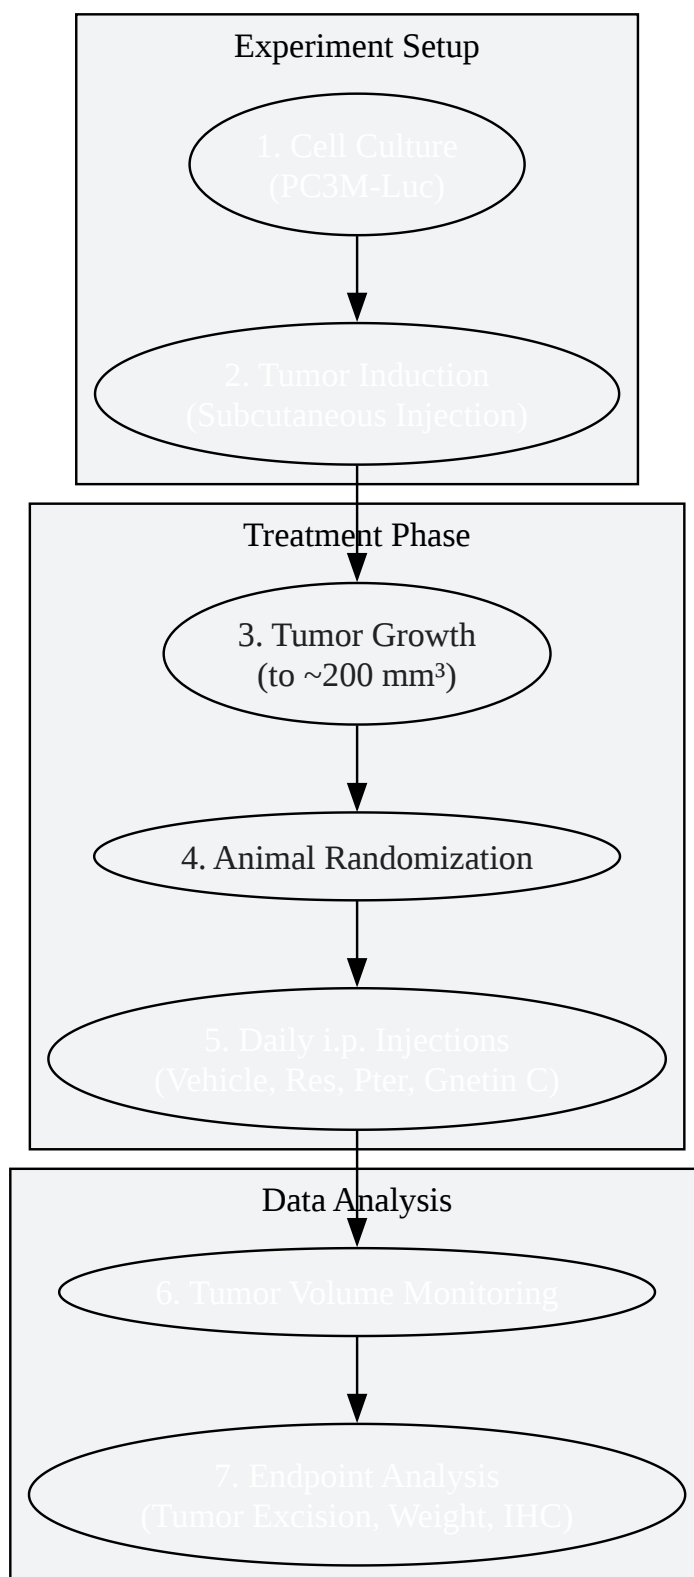 Experiment Setup
1. Cell Culture
(PC3M-Luc)
2. Tumor Induction
(Subcutaneous Injection)
Treatment Phase
3. Tumor Growth
(to ~200 mm³)
4. Animal Randomization
5. Daily i.p. Injections
(Vehicle, Res, Pter, Gnetin C)
Data Analysis
6. Tumor Volume Monitoring
7. Endpoint Analysis
(Tumor Excision, Weight, IHC)